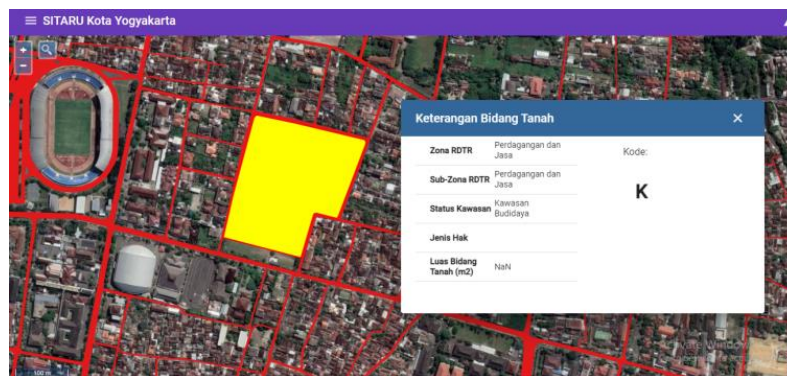 SITARU Kota Yogyakarta
+
−
Keterangan Bidang Tanah
×
Zona RDTR
Perdagangan dan
Jasa
Kode:
K
Sub-Zona RDTR
Perdagangan dan
Jasa
Status Kawasan
Kawasan
Budidaya
Jenis Hak
Luas Bidang
Tanah (m2)
NaN
100 m